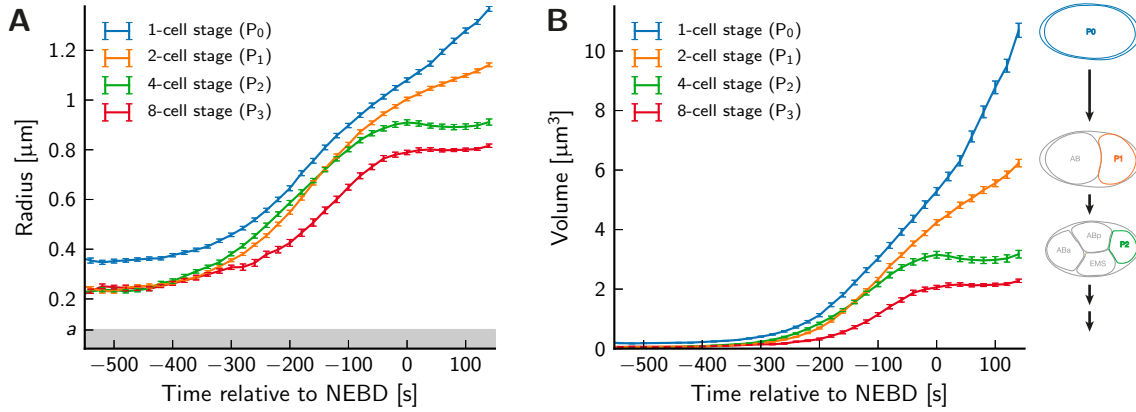 A
1-cell stage (P₀)
2-cell stage (P₁)
4-cell stage (P₂)
8-cell stage (P₃)
Radius [μm]
1.2
1
0.8
0.6
0.4
0.2
a
−500 −400 −300 −200 −100 0 100
Time relative to NEBD [s]
B
1-cell stage (P₀)
2-cell stage (P₁)
4-cell stage (P₂)
8-cell stage (P₃)
Volume [μm³]
10
8
6
4
2
0
−500 −400 −300 −200 −100 0 100
Time relative to NEBD [s]
P0
AB P1
ABp
ABa P2
EMS